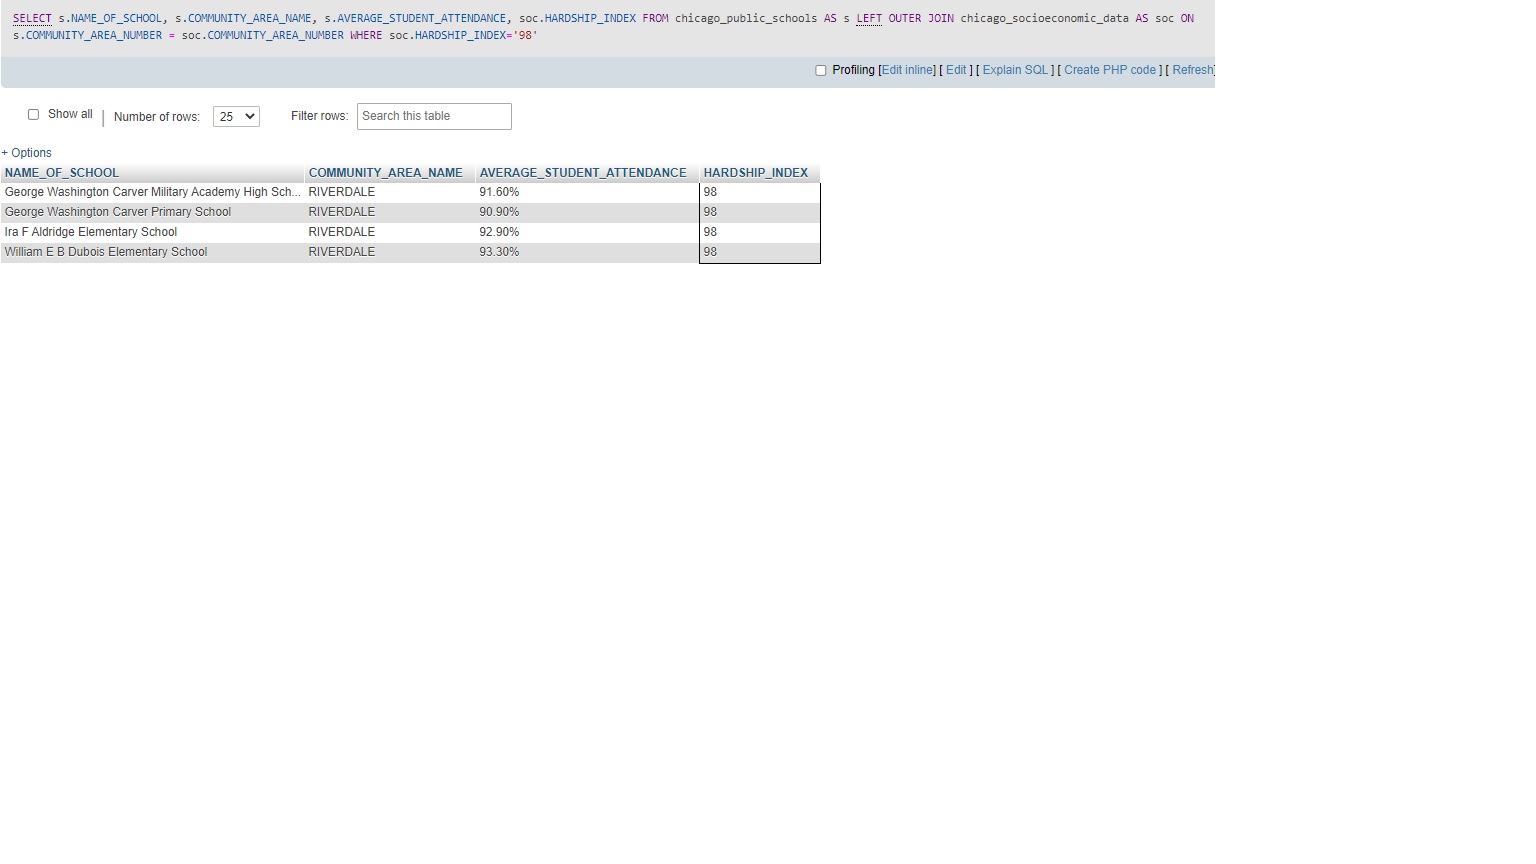 SELECT s.NAME_OF_SCHOOL, s.COMMUNITY_AREA_NAME, s.AVERAGE_STUDENT_ATTENDANCE, soc.HARDSHIP_INDEX FROM chicago_public_schools AS s LEFT OUTER JOIN chicago_socioeconomic_data AS soc ON
s.COMMUNITY_AREA_NUMBER = soc.COMMUNITY_AREA_NUMBER WHERE soc.HARDSHIP_INDEX='98'
Profiling [Edit inline] [ Edit ] [ Explain SQL ] [ Create PHP code ] [ Refresh]
Show all | Number of rows: 25 Filter rows: Search this table
+ Options
NAME_OF_SCHOOL COMMUNITY_AREA_NAME AVERAGE_STUDENT_ATTENDANCE HARDSHIP_INDEX
George Washington Carver Military Academy High Sch... RIVERDALE 91.60% 98
George Washington Carver Primary School RIVERDALE 90.90% 98
Ira F Aldridge Elementary School RIVERDALE 92.90% 98
William E B Dubois Elementary School RIVERDALE 93.30% 98